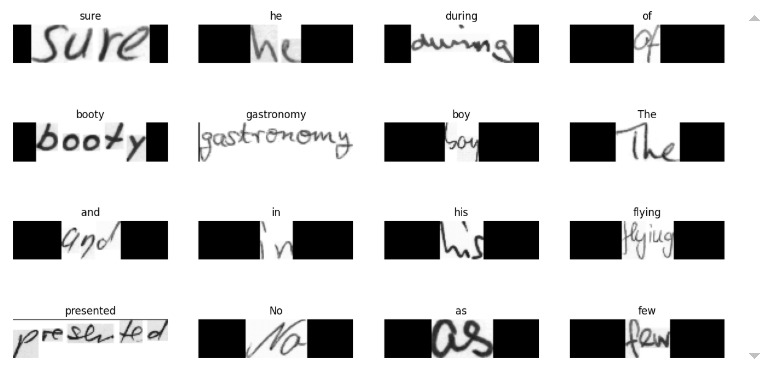 sure he during of
sure he during of
booty gastronomy boy The
booty gastronomy boy The
and in his flying
and in his flying
presented No as few
presented No as few